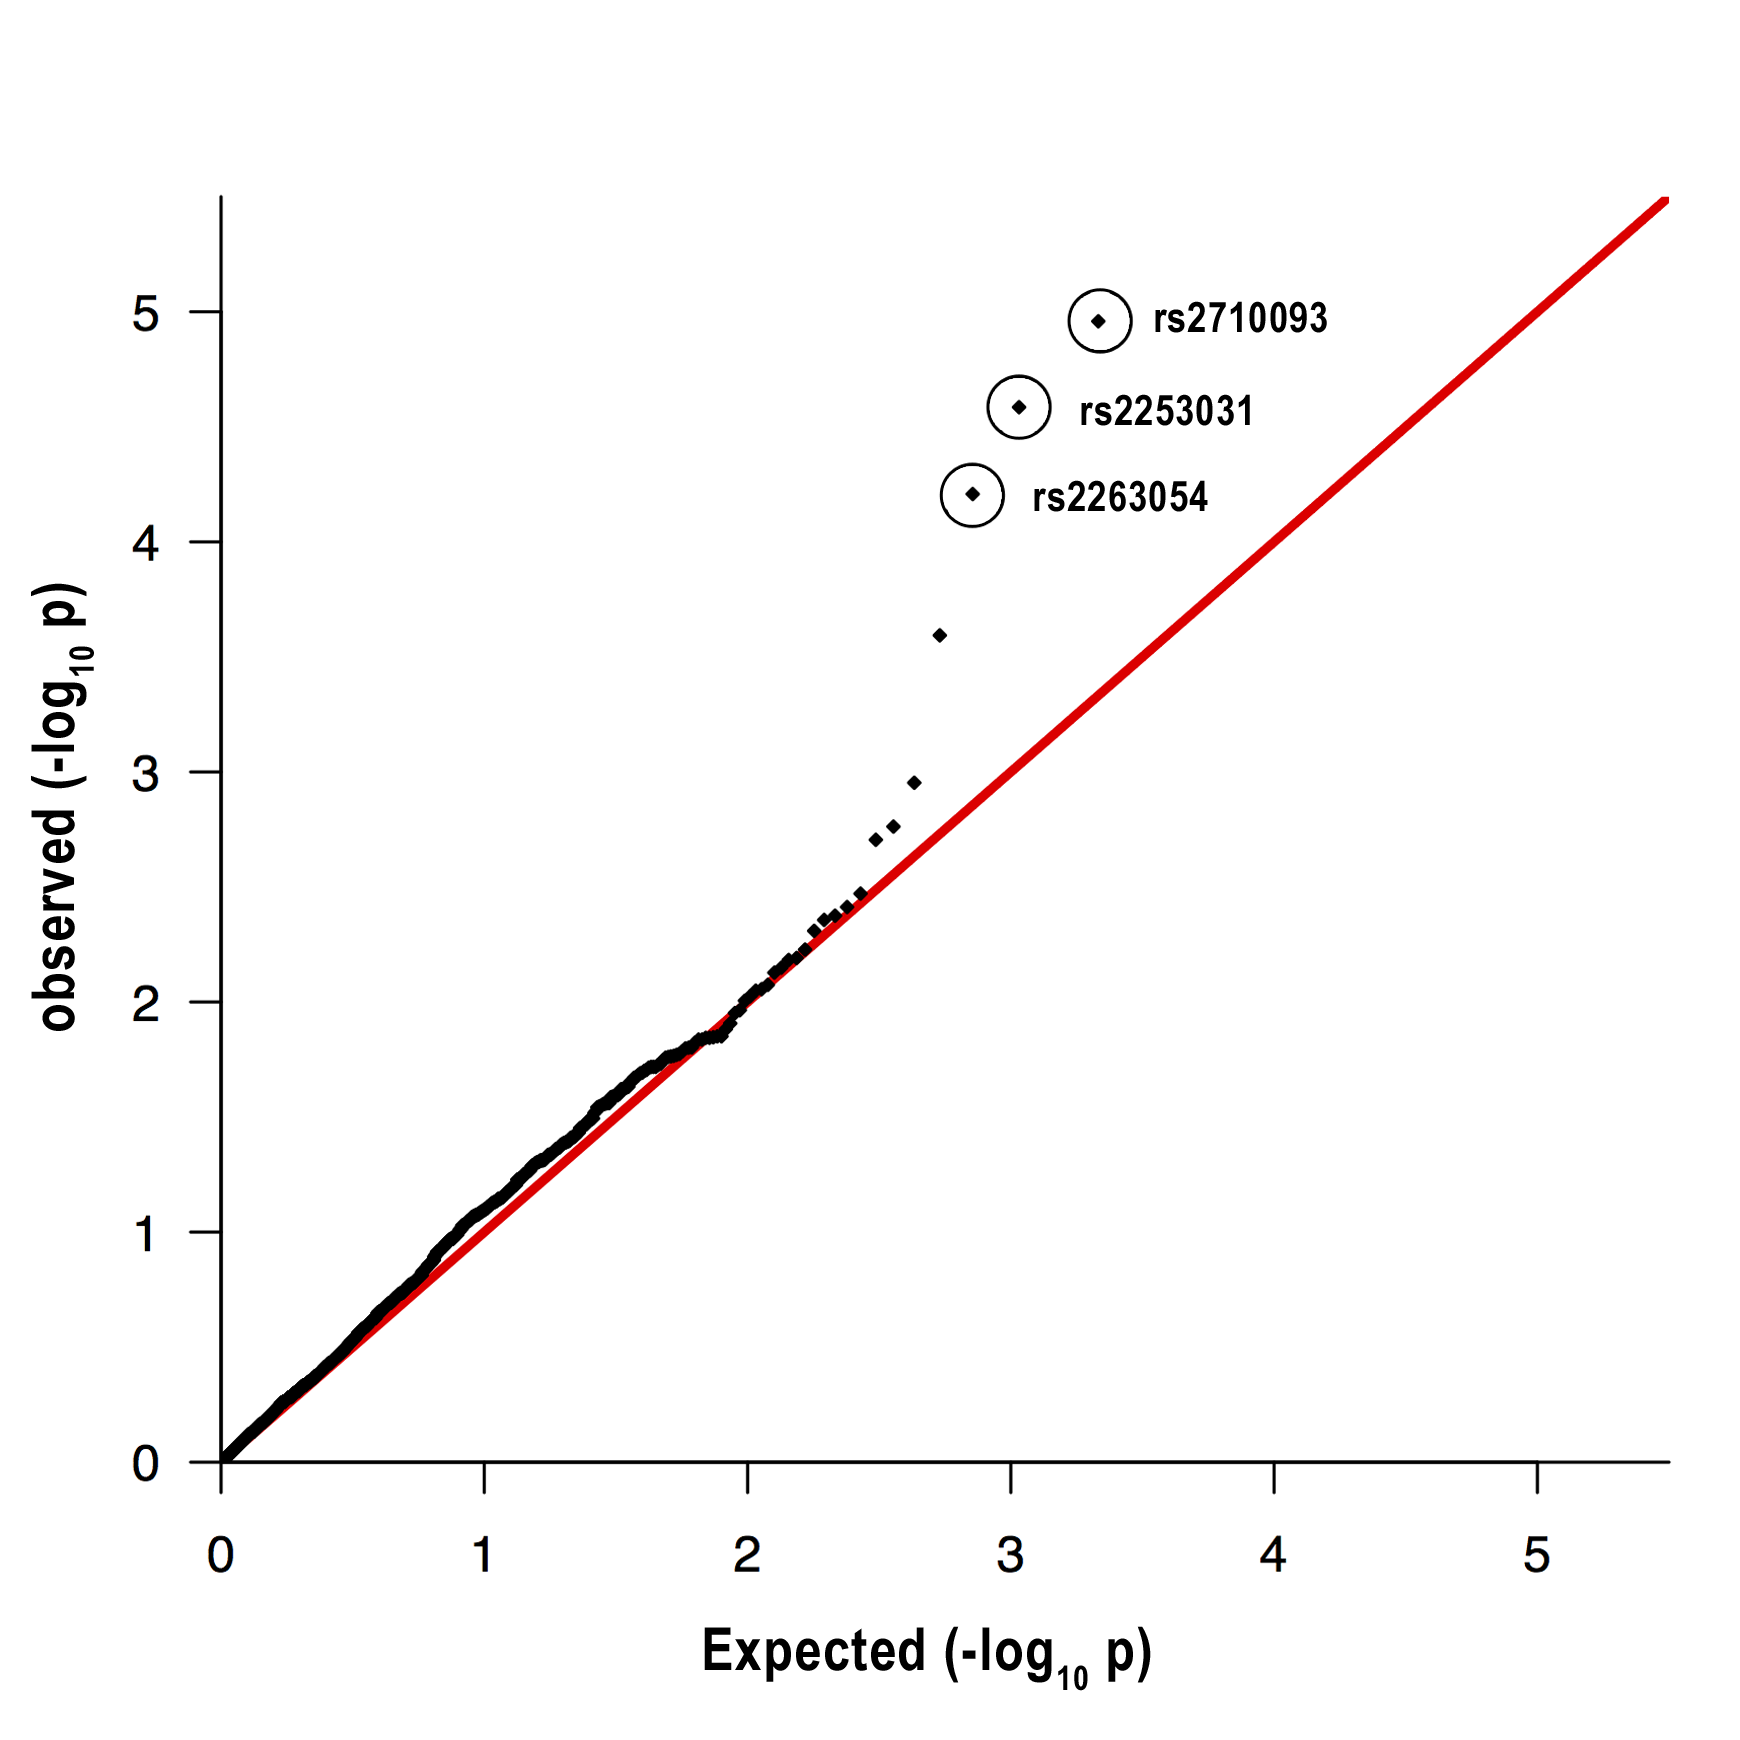 5
rs2710093
rs2253031
rs2263054
4
3
2
1
0
observed (-log10 p)
0 1 2 3 4 5
Expected (-log10 p)